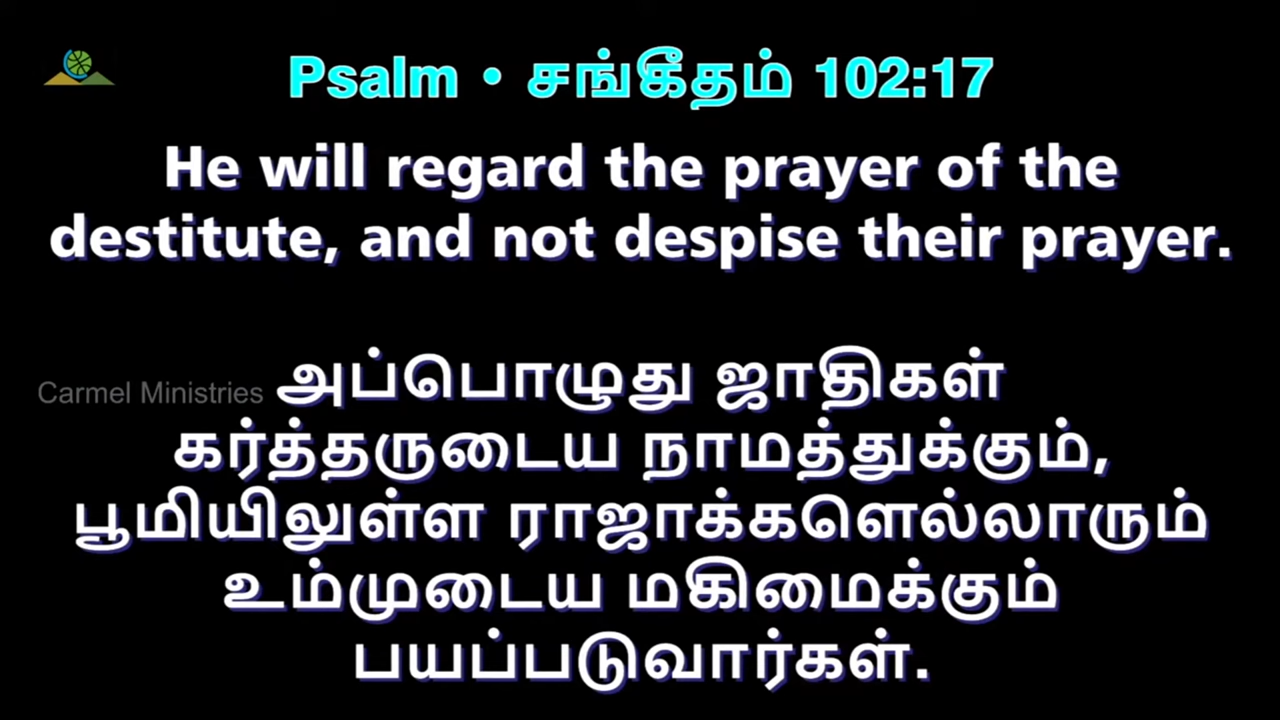 Psalm • சங்கீதம் 102:17
He will regard the prayer of the
destitute, and not despise their prayer.
Carmel Ministries
அப்பொழுது ஜாதிகள்
கர்த்தருடைய நாமத்துக்கும்,
பூமியிலுள்ள ராஜாக்களெல்லாரும்
உம்முடைய மகிமைக்கும்
பயப்படுவார்கள்.